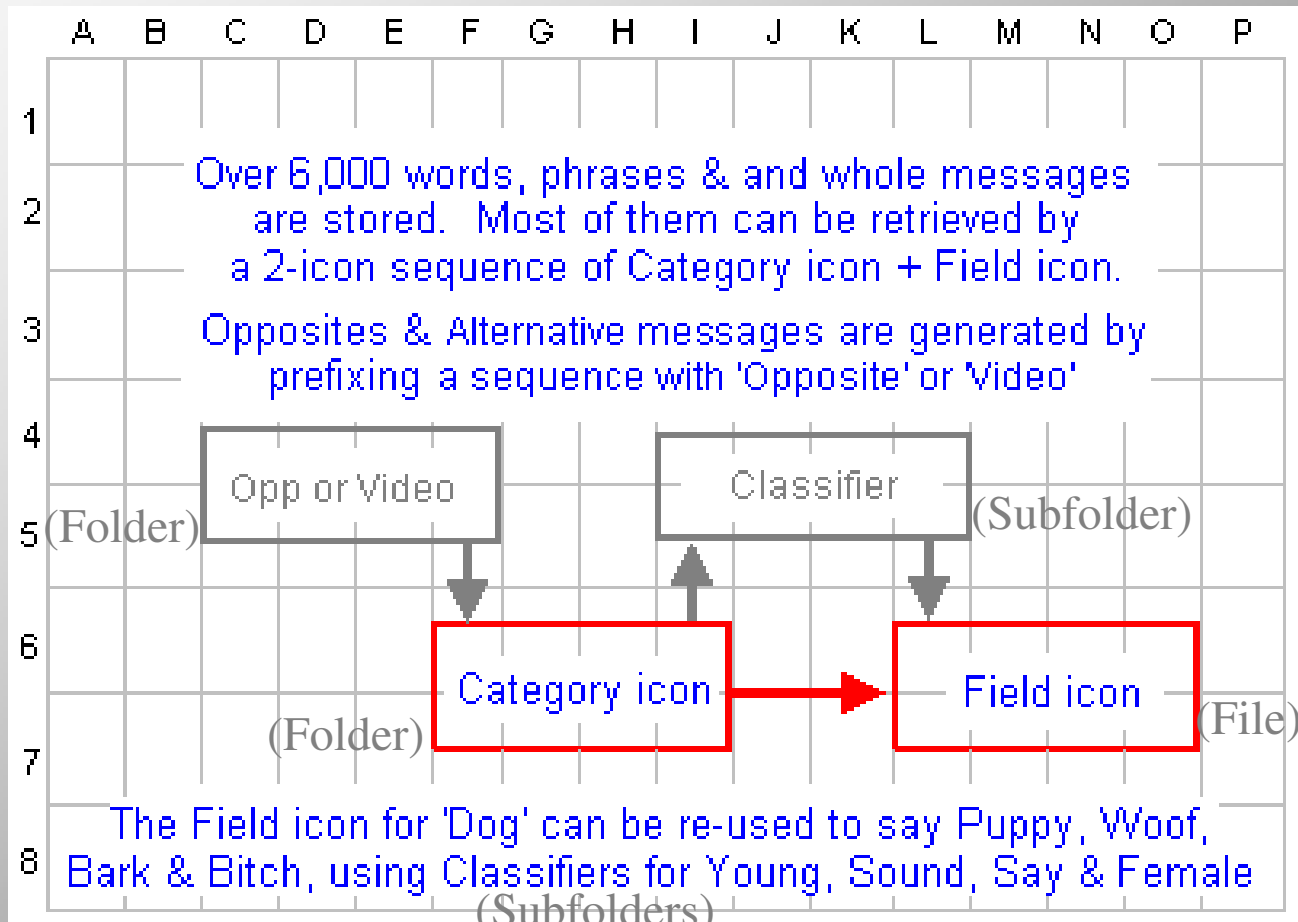 A B C D E F G H I J K L M N O P
1
Over 6,000 words, phrases & and whole messages
2
are stored. Most of them can be retrieved by
a 2-icon sequence of Category icon + Field icon.
3
Opposites & Alternative messages are generated by
prefixing a sequence with 'Opposite' or 'Video'
4
Opp or Video
Classifier
5
(Folder)
(Subfolder)
6
Category icon
Field icon
(Folder)
(File)
7
The Field icon for 'Dog' can be re-used to say Puppy, Woof,
8
Bark & Bitch, using Classifiers for Young, Sound, Say & Female
(Subfolders)